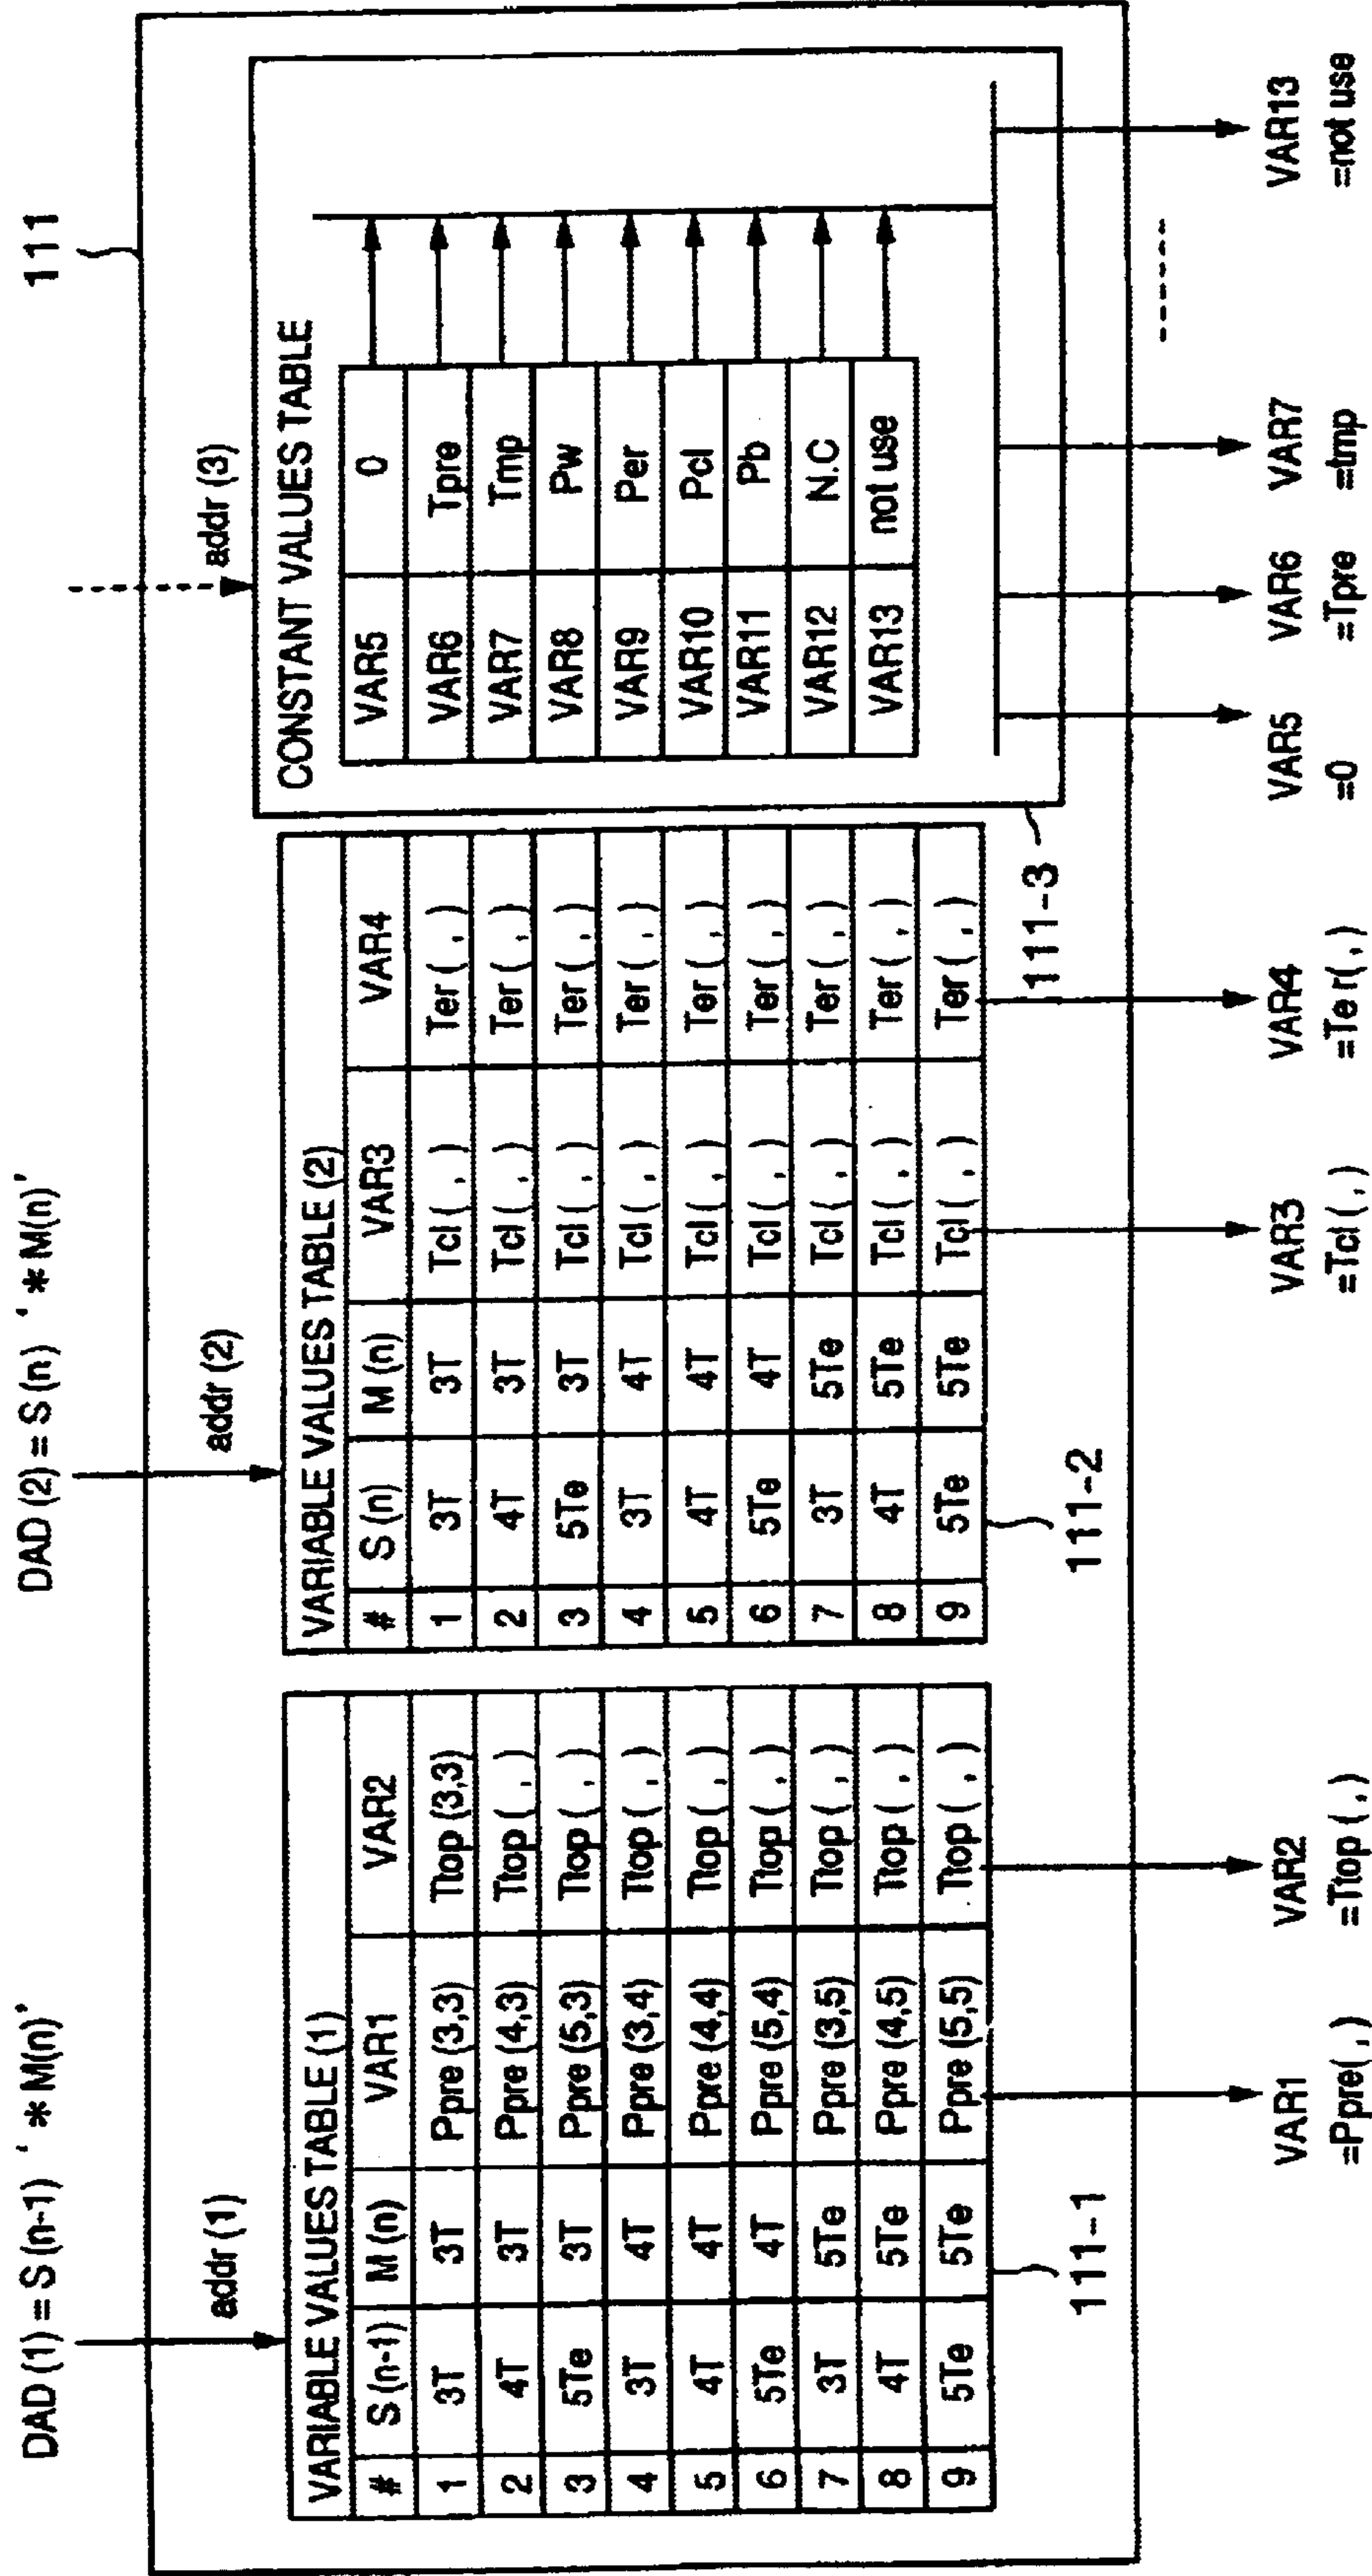 111
DAD (1) = S (n-1) ‘ * M(n)’
DAD (2) = S (n) ‘ * M(n)’
addr (1)
addr (2)
addr (3)
VARIABLE VALUES TABLE (1)
# S (n-1) M (n) VAR1 VAR2
1 3T 3T Ppre (3,3) Ttop (3,3)
2 4T 3T Ppre (4,3) Ttop ( , )
3 5Te 3T Ppre (5,3) Ttop ( , )
4 3T 4T Ppre (3,4) Ttop ( , )
5 4T 4T Ppre (4,4) Ttop ( , )
6 5Te 4T Ppre (5,4) Ttop ( , )
7 3T 5Te Ppre (3,5) Ttop ( , )
8 4T 5Te Ppre (4,5) Ttop ( , )
9 5Te 5Te Ppre (5,5) Ttop ( , )
111-1
VARIABLE VALUES TABLE (2)
# S (n) M (n) VAR3 VAR4
1 3T 3T Tcl ( , ) Ter ( , )
2 4T 3T Tcl ( , ) Ter ( , )
3 5Te 3T Tcl ( , ) Ter ( , )
4 3T 4T Tcl ( , ) Ter ( , )
5 4T 4T Tcl ( , ) Ter ( , )
6 5Te 4T Tcl ( , ) Ter ( , )
7 3T 5Te Tcl ( , ) Ter ( , )
8 4T 5Te Tcl ( , ) Ter ( , )
9 5Te 5Te Tcl ( , ) Ter ( , )
111-2
CONSTANT VALUES TABLE
VAR5 0
VAR6 Tpre
VAR7 Tmp
VAR8 Pw
VAR9 Per
VAR10 Pcl
VAR11 Pb
VAR12 N.C
VAR13 not use
111-3
VAR1
=Ppre( , )
VAR2
=Ttop ( , )
VAR3
=Tcl ( , )
VAR4
=Ter( , )
VAR5
=0
VAR6
=Tpre
VAR7
=tmp
VAR13
=not use